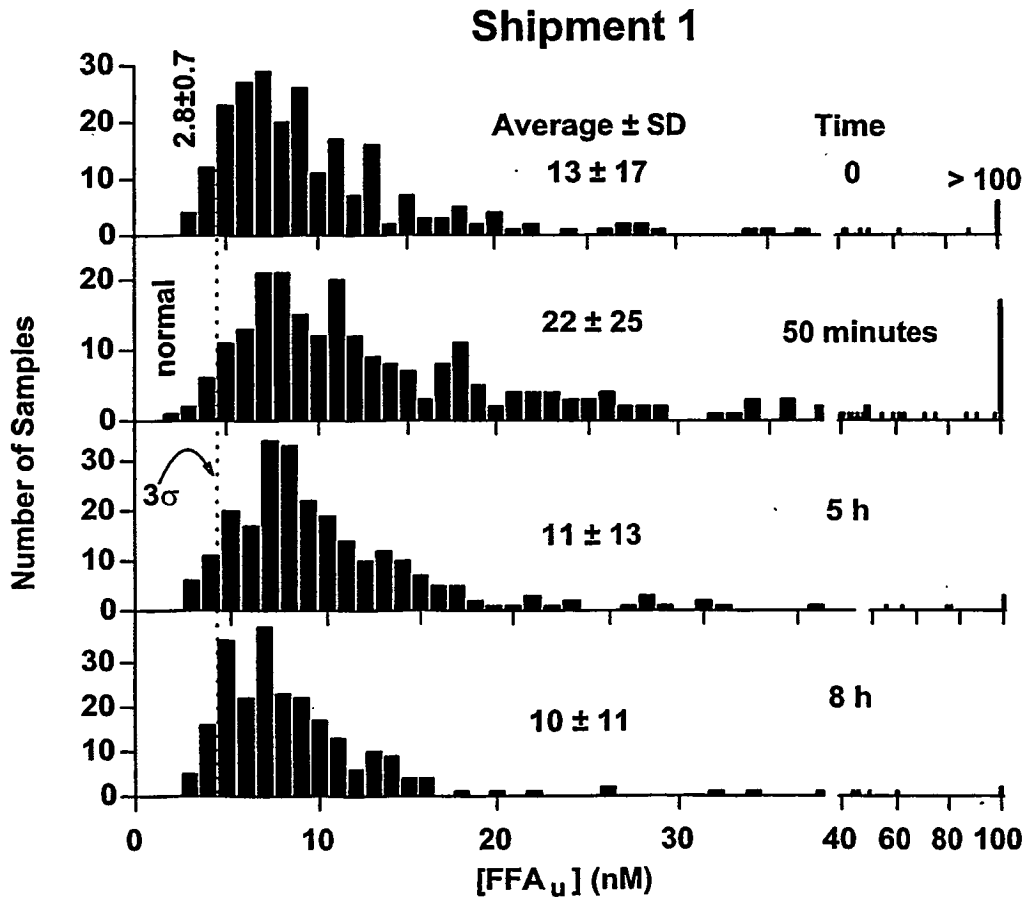 Shipment 1
30
20
10
0
2.8±0.7
Average ± SD
Time
13 ± 17
0
> 100
20
10
0
normal
22 ± 25
50 minutes
30
20
10
0
3σ
11 ± 13
5 h
30
20
10
0
10 ± 11
8 h
Number of Samples
0 10 20 30 40 60 80 100
[FFAu] (nM)